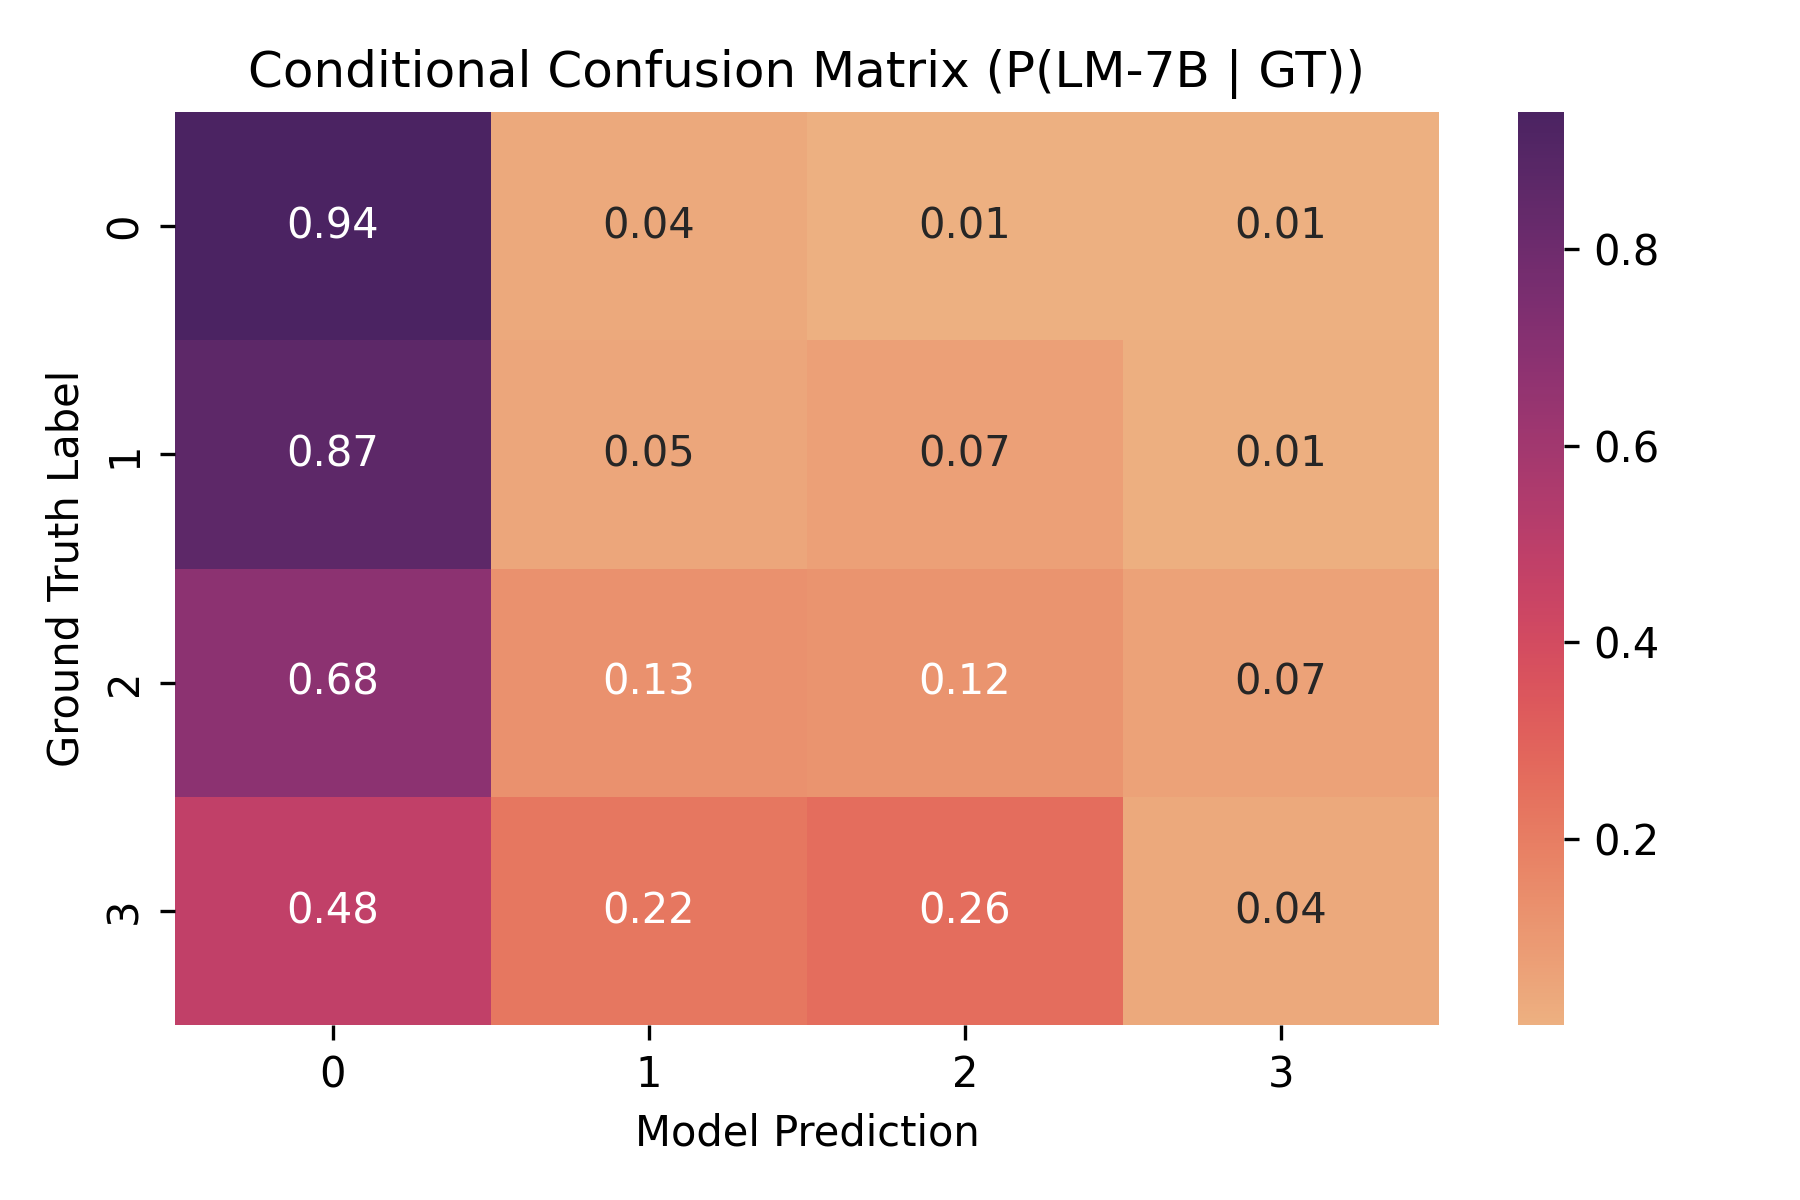 Conditional Confusion Matrix (P(LM-7B | GT))
Ground Truth Label
0
0.94 0.04 0.01 0.01
1
0.87 0.05 0.07 0.01
2
0.68 0.13 0.12 0.07
3
0.48 0.22 0.26 0.04
0 1 2 3
Model Prediction
0.8
0.6
0.4
0.2